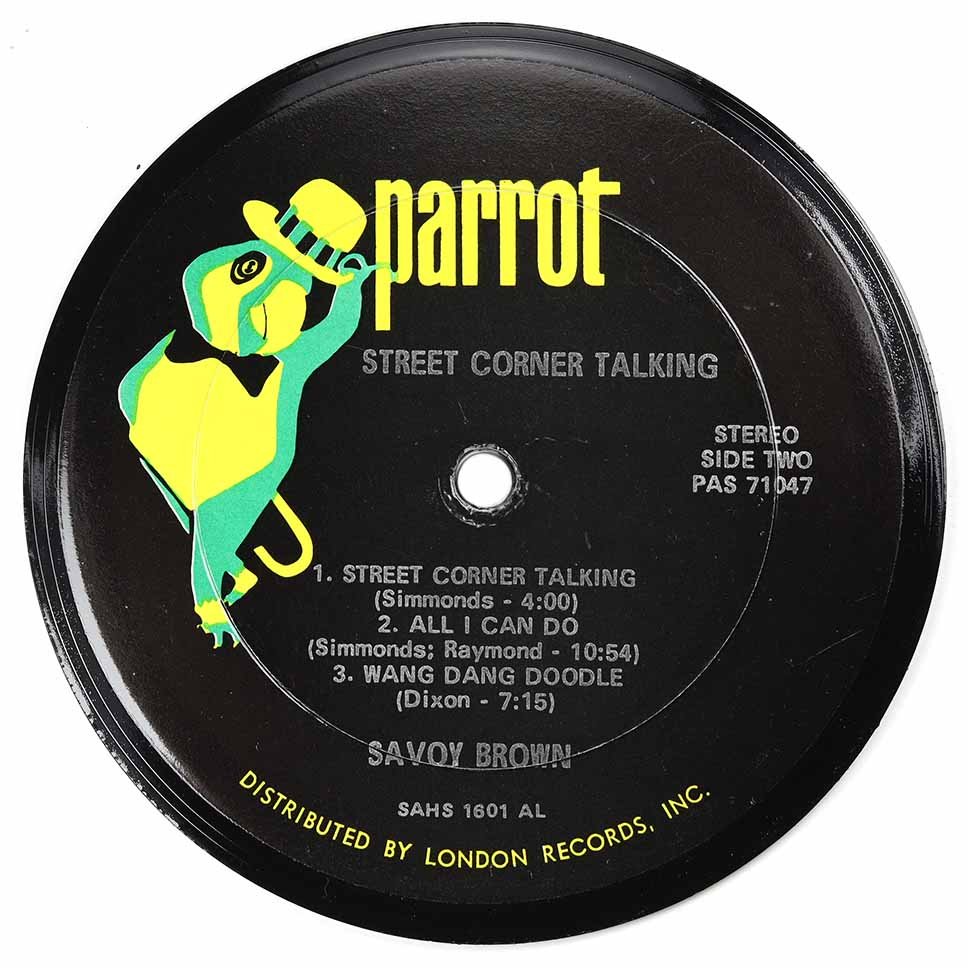 parrot
STREET CORNER TALKING
STEREO
SIDE TWO
PAS 71047
1. STREET CORNER TALKING
(Simmonds - 4:00)
2. ALL I CAN DO
(Simmonds; Raymond - 10:54)
3. WANG DANG DOODLE
(Dixon - 7:15)
SAVOY BROWN
SAHS 1601 AL
DISTRIBUTED BY LONDON RECORDS, INC.